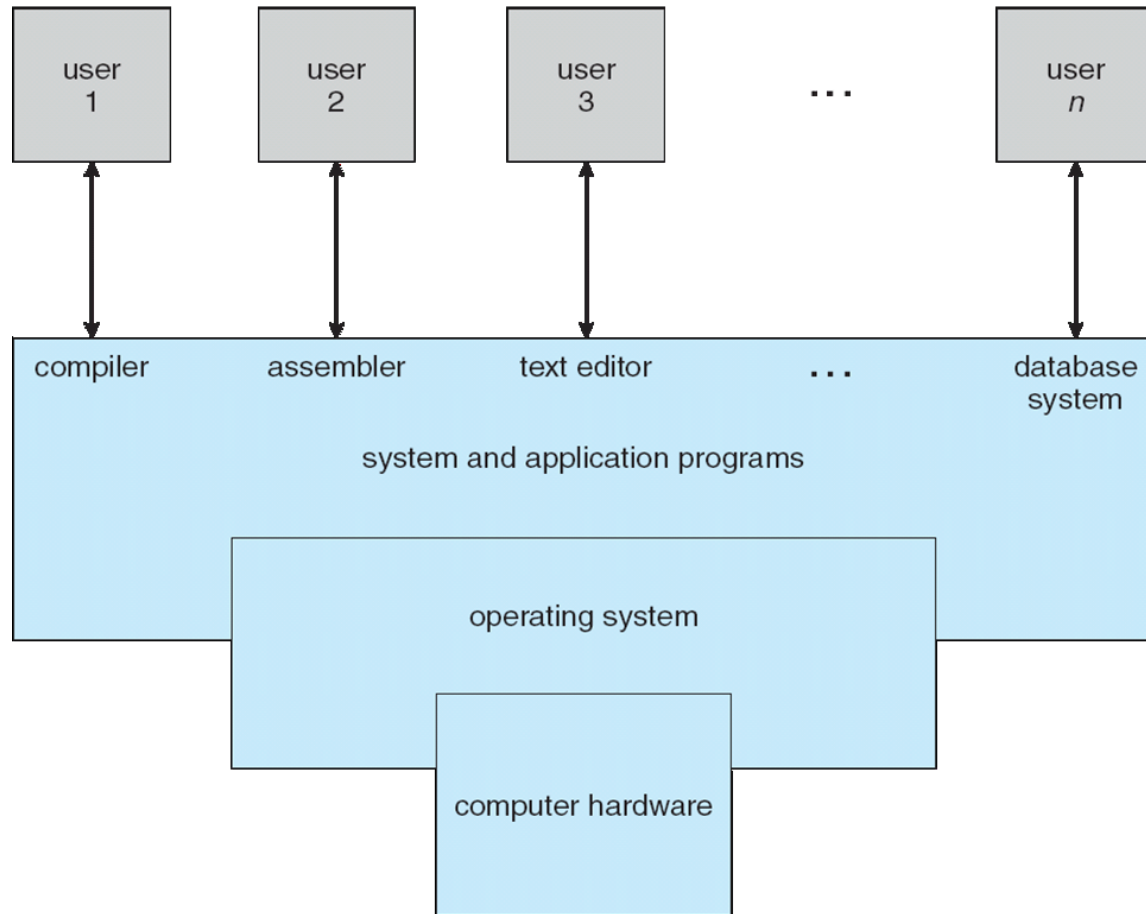 user
1
user
2
user
3
...
user
n
compiler
assembler
text editor
...
database
system
system and application programs
operating system
computer hardware